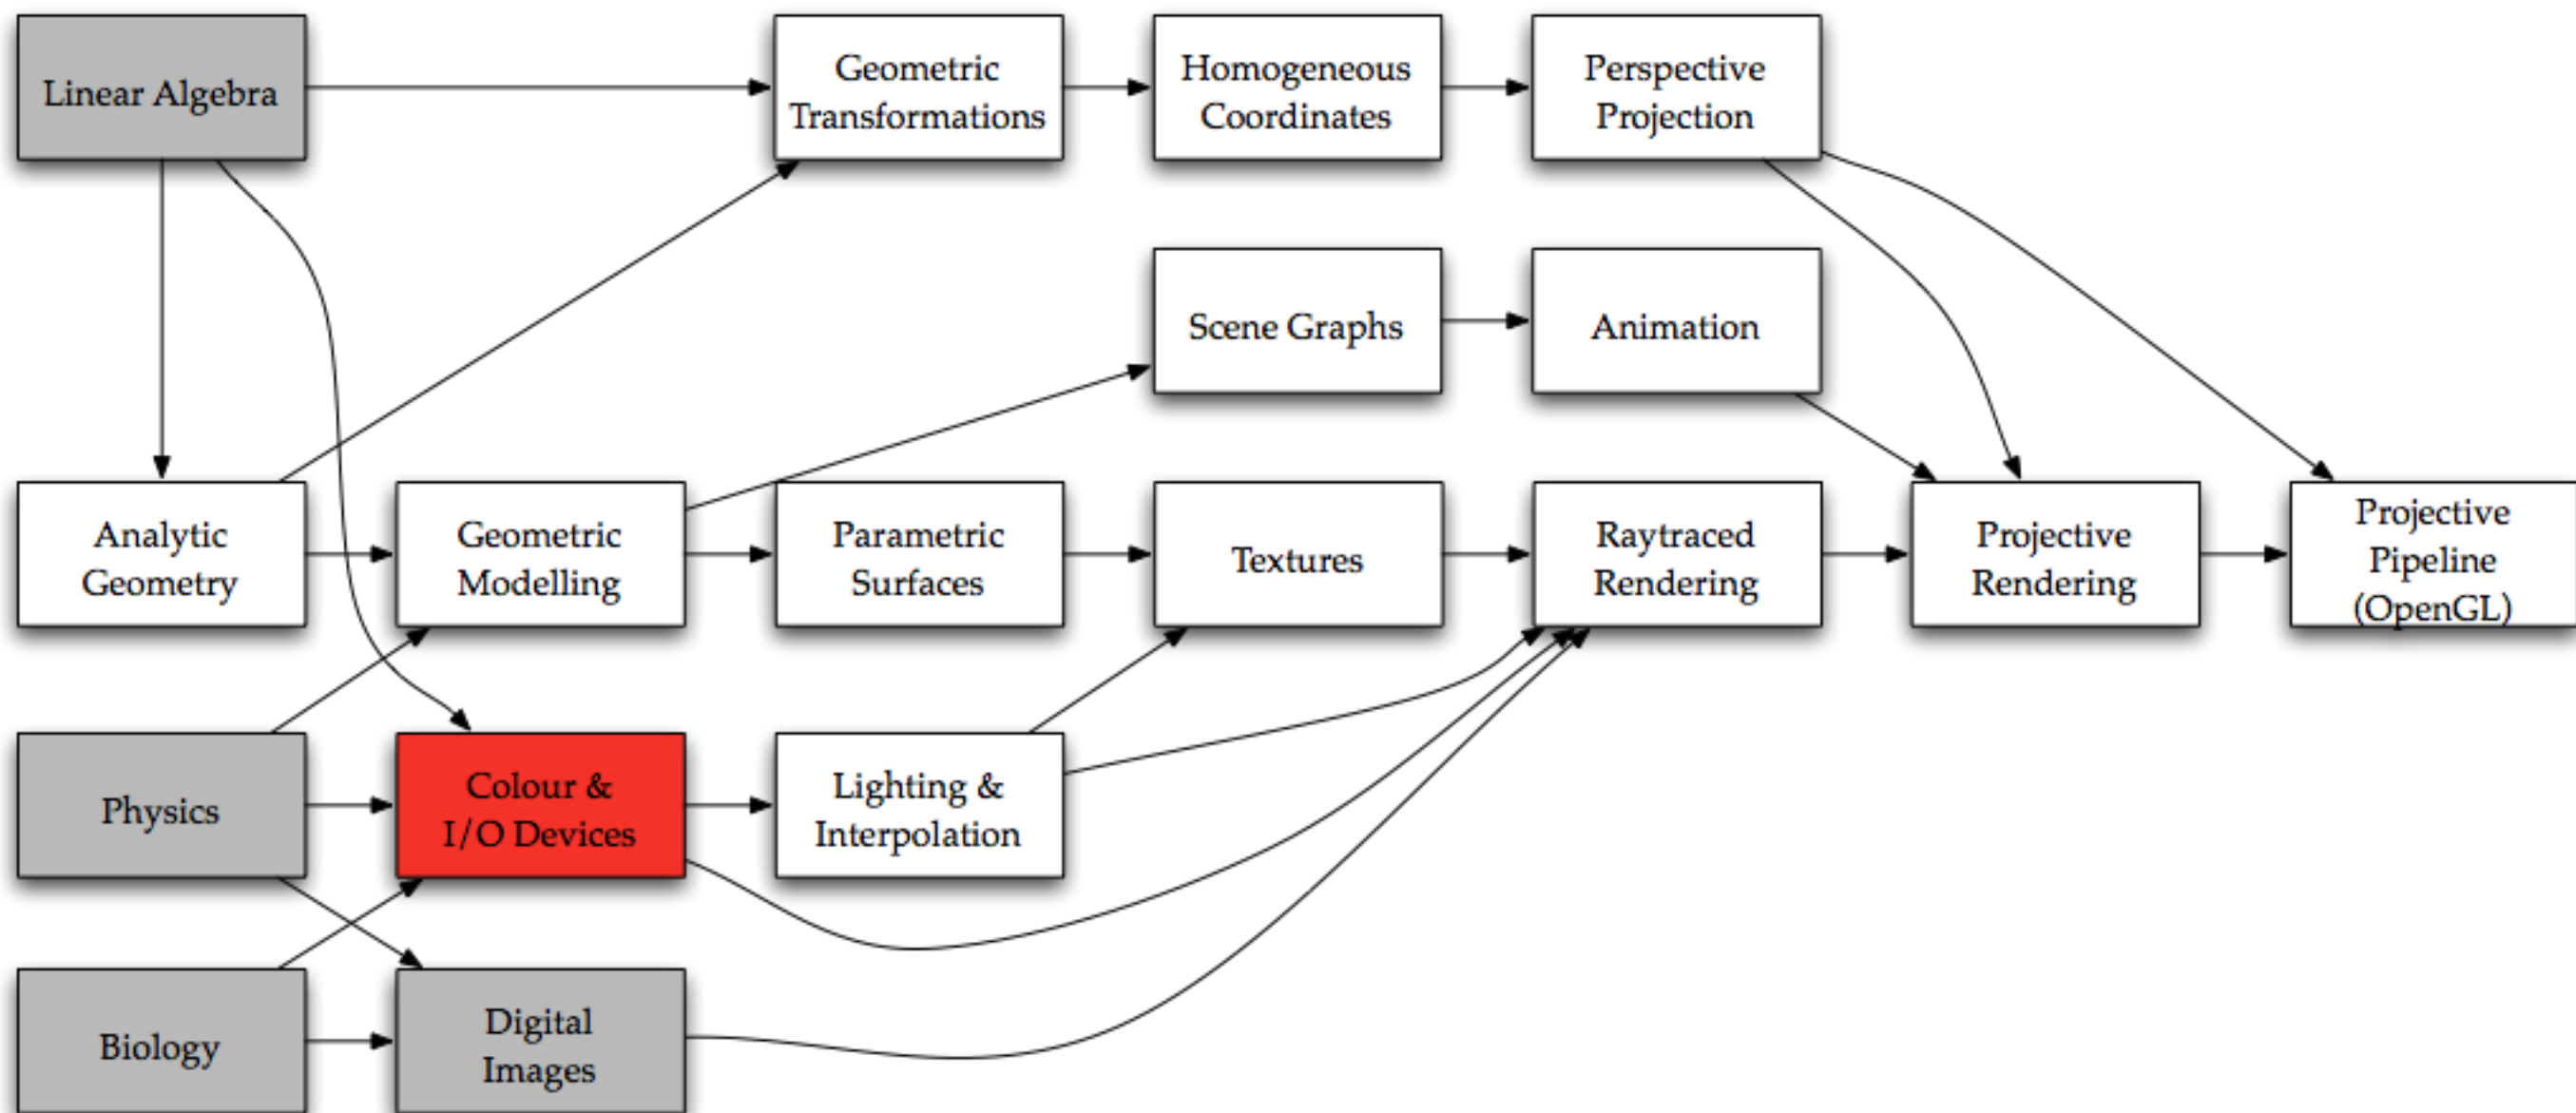 Linear Algebra
Geometric
Transformations
Homogeneous
Coordinates
Perspective
Projection
Scene Graphs
Animation
Analytic
Geometry
Geometric
Modelling
Parametric
Surfaces
Textures
Raytraced
Rendering
Projective
Rendering
Projective
Pipeline
(OpenGL)
Physics
Colour &
I/O Devices
Lighting &
Interpolation
Biology
Digital
Images